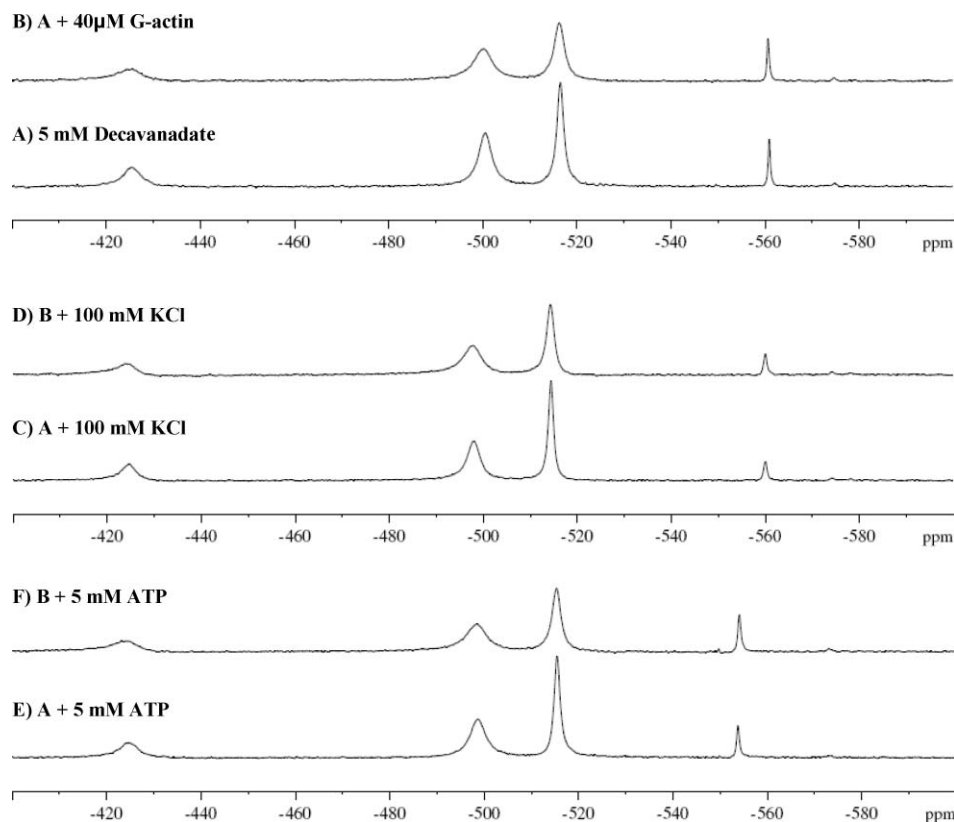 B) A + 40μM G-actin
A) 5 mM Decavanadate
-420 -440 -460 -480 -500 -520 -540 -560 -580 ppm
D) B + 100 mM KCl
C) A + 100 mM KCl
-420 -440 -460 -480 -500 -520 -540 -560 -580 ppm
F) B + 5 mM ATP
E) A + 5 mM ATP
-420 -440 -460 -480 -500 -520 -540 -560 -580 ppm